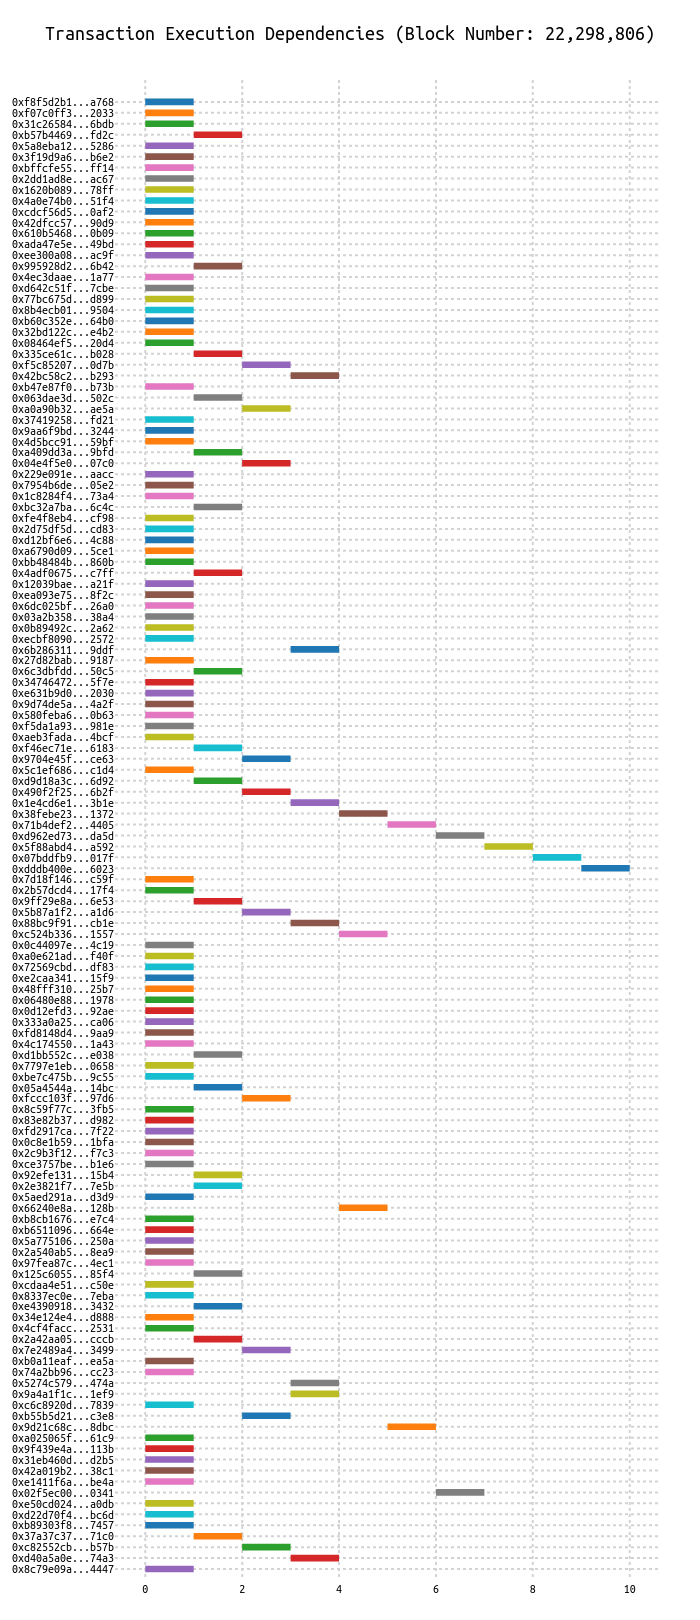 Transaction Execution Dependencies (Block Number: 22,298,806)
0xf8f5d2b1...a768
0xf07c0ff3...2033
0x31c26584...6bdb
0xb57b4469...fd2c
0x5a8eba12...5286
0x3f19d9a6...b6e2
0xbffcfe55...ff14
0x2dd1ad8e...ac67
0x1620b089...78ff
0x4a0e74b0...51f4
0xcdcf56d5...0af2
0x42dfcc57...90d9
0x610b5468...0b09
0xada47e5e...49bd
0xee300a08...ac9f
0x995928d2...6b42
0x4ec3daae...1a77
0xd642c51f...7cbe
0x77bc675d...d899
0x8b4ecb01...9504
0xb60c352e...64b0
0x32bd122c...e4b2
0x08464ef5...20d4
0x335ce61c...b028
0xf5c85207...0d7b
0x42bc58c2...b293
0xb47e87f0...b73b
0x063dae3d...502c
0xa0a90b32...ae5a
0x37419258...fd21
0x9aa6f9bd...3244
0x4d5bcc91...59bf
0xa409dd3a...9bfd
0x04e4f5e0...07c0
0x229e091e...aacc
0x7954b6de...05e2
0x1c8284f4...73a4
0xbc32a7ba...6c4c
0xfe4f8eb4...cf98
0x2d75df5d...cd83
0xd12bf6e6...4c88
0xa6790d09...5ce1
0xbb48484b...860b
0x4adf0675...c7ff
0x12039bae...a21f
0xea093e75...8f2c
0x6dc025bf...26a0
0x03a2b358...38a4
0x0b89492c...2a62
0xecbf8090...2572
0x6b286311...9ddf
0x27d82bab...9187
0x6c3dbfdd...50c5
0x34746472...5f7e
0xe631b9d0...2030
0x9d74de5a...4a2f
0x580feba6...0b63
0xf5da1a93...981e
0xaeb3fada...4bcf
0xf46ec71e...6183
0x9704e45f...ce63
0x5c1ef686...c1d4
0xd9d18a3c...6d92
0x490f2f25...6b2f
0x1e4cd6e1...3b1e
0x38febe23...1372
0x71b4def2...4405
0xd962ed73...da5d
0x5f88abd4...a592
0x07bddfb9...017f
0xdddb400e...6023
0x7d18f146...c59f
0x2b57dcd4...17f4
0x9ff29e8a...6e53
0x5b87a1f2...a1d6
0x88bc9f91...cb1e
0xc524b336...1557
0x0c44097e...4c19
0xa0e621ad...f40f
0x72569cbd...df83
0xe2caa341...15f9
0x48fff310...25b7
0x06480e88...1978
0x0d12efd3...92ae
0x333a0a25...ca06
0xfd8148d4...9aa9
0x4c174550...1a43
0xd1bb552c...e038
0x7797e1eb...0658
0xbe7c475b...9c55
0x05a4544a...14bc
0xfccc103f...97d6
0x8c59f77c...3fb5
0x83e82b37...d982
0xfd2917ca...7f22
0x0c8e1b59...1bfa
0x2c9b3f12...f7c3
0xce3757be...b1e6
0x92efe131...15b4
0x2e3821f7...7e5b
0x5aed291a...d3d9
0x66240e8a...128b
0xb8cb1676...e7c4
0xb6511096...664e
0x5a775106...250a
0x2a540ab5...8ea9
0x97fea87c...4ec1
0x125c6055...85f4
0xcdaa4e51...c50e
0x8337ec0e...7eba
0xe4390918...3432
0x34e124e4...d888
0x4cf4facc...2531
0x2a42aa05...cccb
0x7e2489a4...3499
0xb0a11eaf...ea5a
0x74a2bb96...cc23
0x5274c579...474a
0x9a4a1f1c...1ef9
0xc6c8920d...7839
0xb55b5d21...c3e8
0x9d21c68c...8dbc
0xa025065f...61c9
0x9f439e4a...113b
0x31eb460d...d2b5
0x42a019b2...38c1
0xe1411f6a...be4a
0x02f5ec00...0341
0xe50cd024...a0db
0xd22d70f4...bc6d
0xb89303f8...7457
0x37a37c37...71c0
0xc82552cb...b57b
0xd40a5a0e...74a3
0x8c79e09a...4447
0 2 4 6 8 10